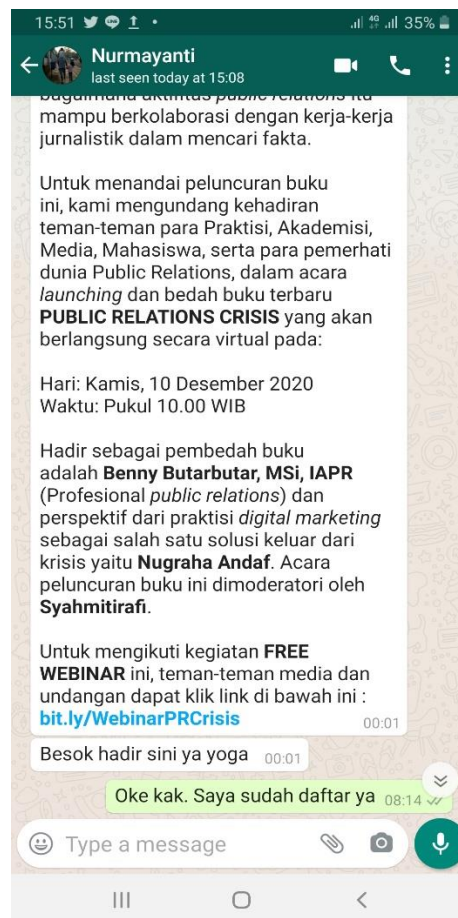 15:51
4G 35%
Nurmayanti
last seen today at 15:08
bagaimana aktifitas public relations itu
mampu berkolaborasi dengan kerja-kerja
jurnalistik dalam mencari fakta.
Untuk menandai peluncuran buku
ini, kami mengundang kehadiran
teman-teman para Praktisi, Akademisi,
Media, Mahasiswa, serta para pemerhati
dunia Public Relations, dalam acara
launching dan bedah buku terbaru
PUBLIC RELATIONS CRISIS yang akan
berlangsung secara virtual pada:
Hari: Kamis, 10 Desember 2020
Waktu: Pukul 10.00 WIB
Hadir sebagai pembedah buku
adalah Benny Butarbutar, MSi, IAPR
(Profesional public relations) dan
perspektif dari praktisi digital marketing
sebagai salah satu solusi keluar dari
krisis yaitu Nugraha Andaf. Acara
peluncuran buku ini dimoderatori oleh
Syahmitirafi.
Untuk mengikuti kegiatan FREE
WEBINAR ini, teman-teman media dan
undangan dapat klik link di bawah ini :
bit.ly/WebinarPRCrisis 00:01
Besok hadir sini ya yoga 00:01
Oke kak. Saya sudah daftar ya 08:14
Type a message